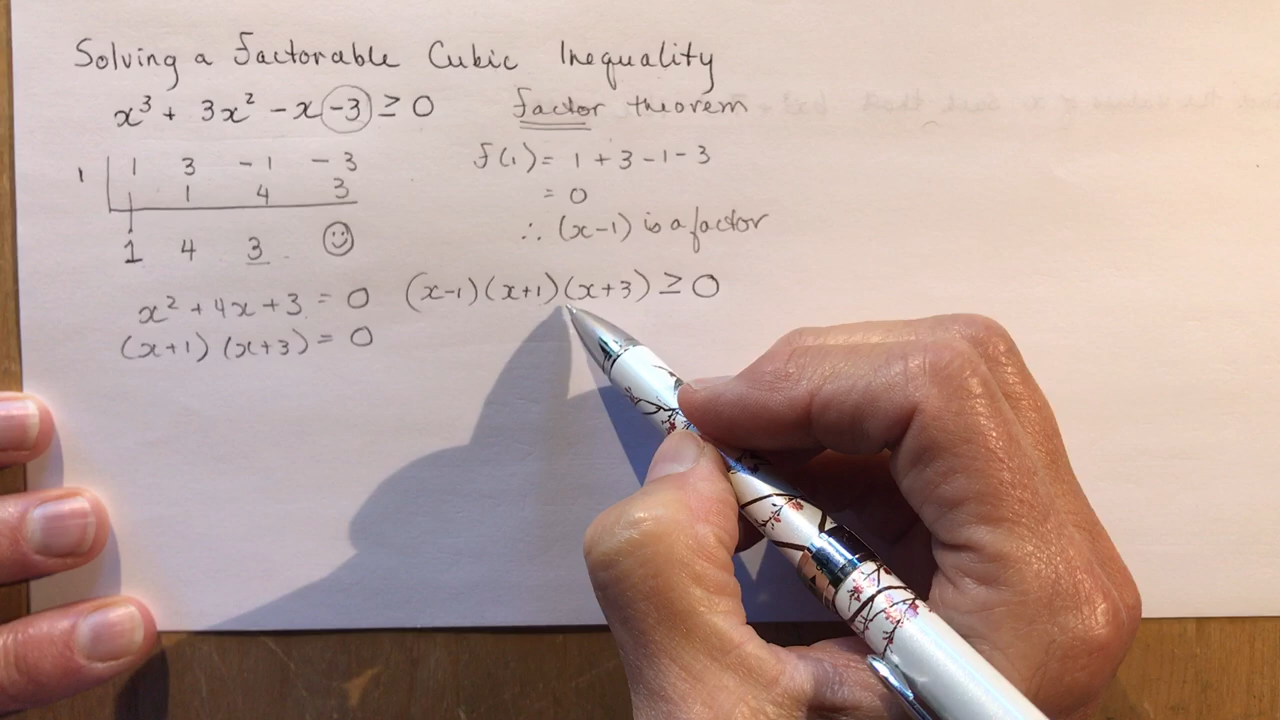 Solving a Factorable Cubic Inequality
x³ + 3x² - x - 3 ≥ 0
factor theorem
1 | 1 3 -1 -3
1 4 3
1 4 3 ☺
f(1) = 1 + 3 - 1 - 3
= 0
∴ (x-1) is a factor
x² + 4x + 3 = 0
(x+1) (x+3) = 0
(x-1)(x+1)(x+3) ≥ 0